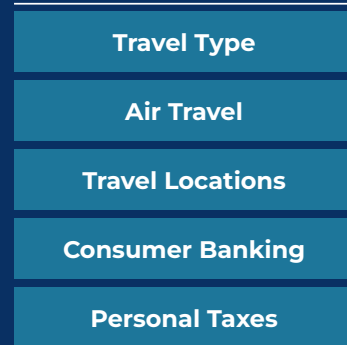 Travel Type
Air Travel
Travel Locations
Consumer Banking
Personal Taxes